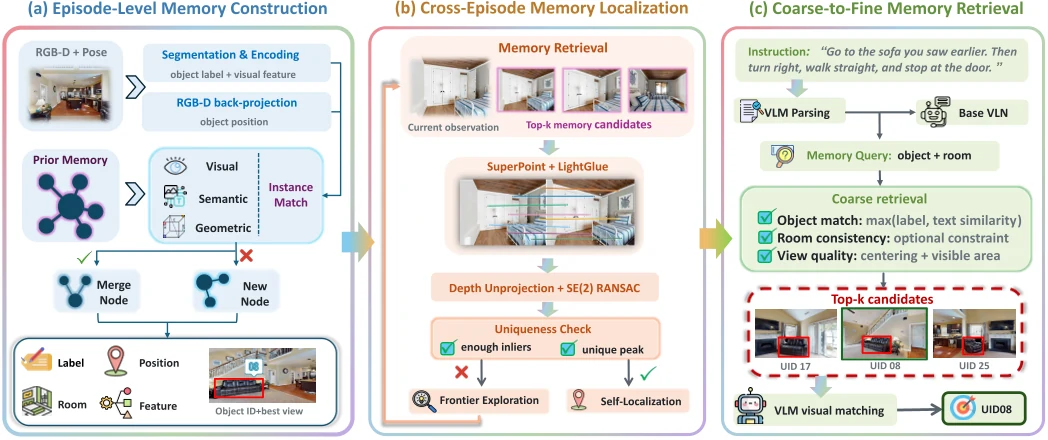 (a) Episode-Level Memory Construction
RGB-D + Pose
Segmentation & Encoding
object label + visual feature
RGB-D back-projection
object position
Prior Memory
Visual
Semantic
Geometric
Instance
Match
Merge
Node
New
Node
Label
Position
Room
Feature
08
Object ID+best view
(b) Cross-Episode Memory Localization
Memory Retrieval
Current observation
Top-k memory candidates
SuperPoint + LightGlue
Depth Unprojection + SE(2) RANSAC
Uniqueness Check
enough inliers
unique peak
Frontier Exploration
Self-Localization
(c) Coarse-to-Fine Memory Retrieval
Instruction: "Go to the sofa you saw earlier. Then
turn right, walk straight, and stop at the door. "
VLM Parsing
Base VLN
Memory Query: object + room
Coarse retrieval
Object match: max(label, text similarity)
Room consistency: optional constraint
View quality: centering + visible area
Top-k candidates
UID 17
UID 08
UID 25
VLM visual matching
UID08